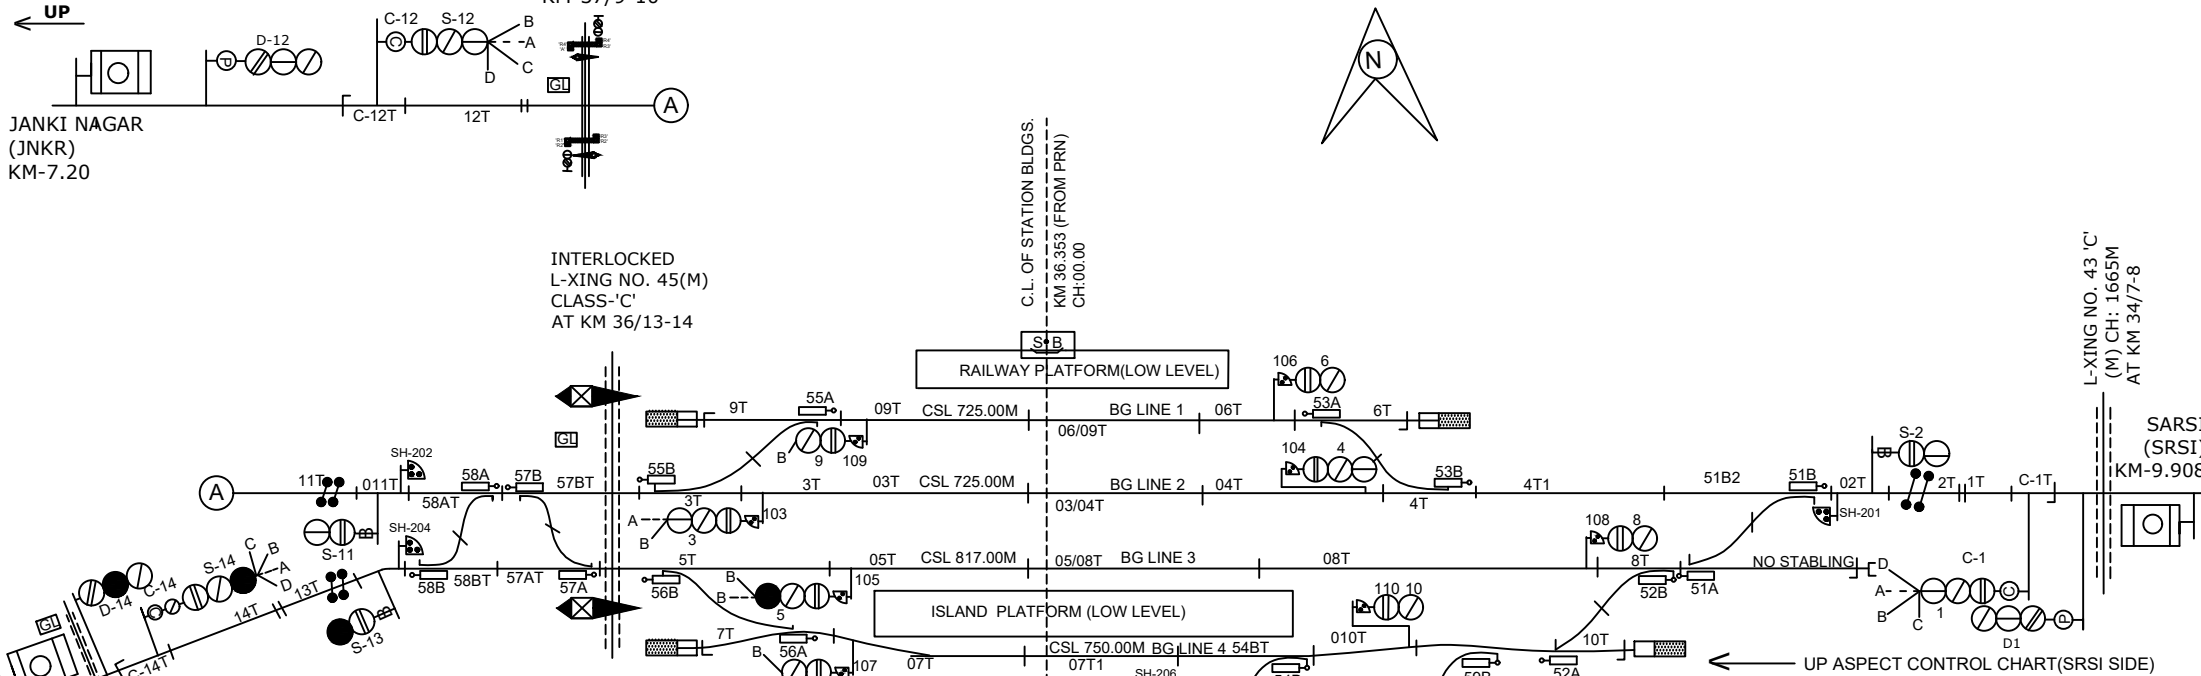 UP
C-12
S-12
B
A
C
D
D-12
P
C
GL
C-12T
12T
A
JANKI NAGAR
(JNKR)
KM-7.20
N
C.L. OF STATION BLDGS.
KM 36.353 (FROM PRN)
CH:00.00
INTERLOCKED
L-XING NO. 45(M)
CLASS-'C'
AT KM 36/13-14
L-XING NO. 43 'C'
(M) CH: 1665M
AT KM 34/7-8
S B
RAILWAY PLATFORM(LOW LEVEL)
106
6
9T
55A
09T
CSL 725.00M
BG LINE 1
06T
53A
6T
06/09T
B
9
109
GL
SARSI
(SRSI)
KM-9.908
S-2
B
SH-202
104
4
A
11T
011T
58A
57B
57BT
55B
3T
03T
CSL 725.00M
BG LINE 2
04T
53B
4T1
51B2
51B
02T
2T
1T
C-1T
58AT
3T
03/04T
4T
A
B
3
103
SH-201
SH-204
S-11
B
108
8
5T
05T
CSL 817.00M
05/08T
BG LINE 3
08T
8T
NO STABLING
D
C-1
58B
58BT
57AT
57A
56B
52B
51A
C
B
A
D
S-14
C-14
C
D-14
14T
13T
B
B
5
105
ISLAND PLATFORM (LOW LEVEL)
110
10
A
B
C
1
C
P
D1
GL
S-13
B
7T
56A
010T
10T
CSL 750.00M
BG LINE 4
54BT
C-14T
B
107
07T
07T1
SH-206
52A
UP ASPECT CONTROL CHART(SRSI SIDE)